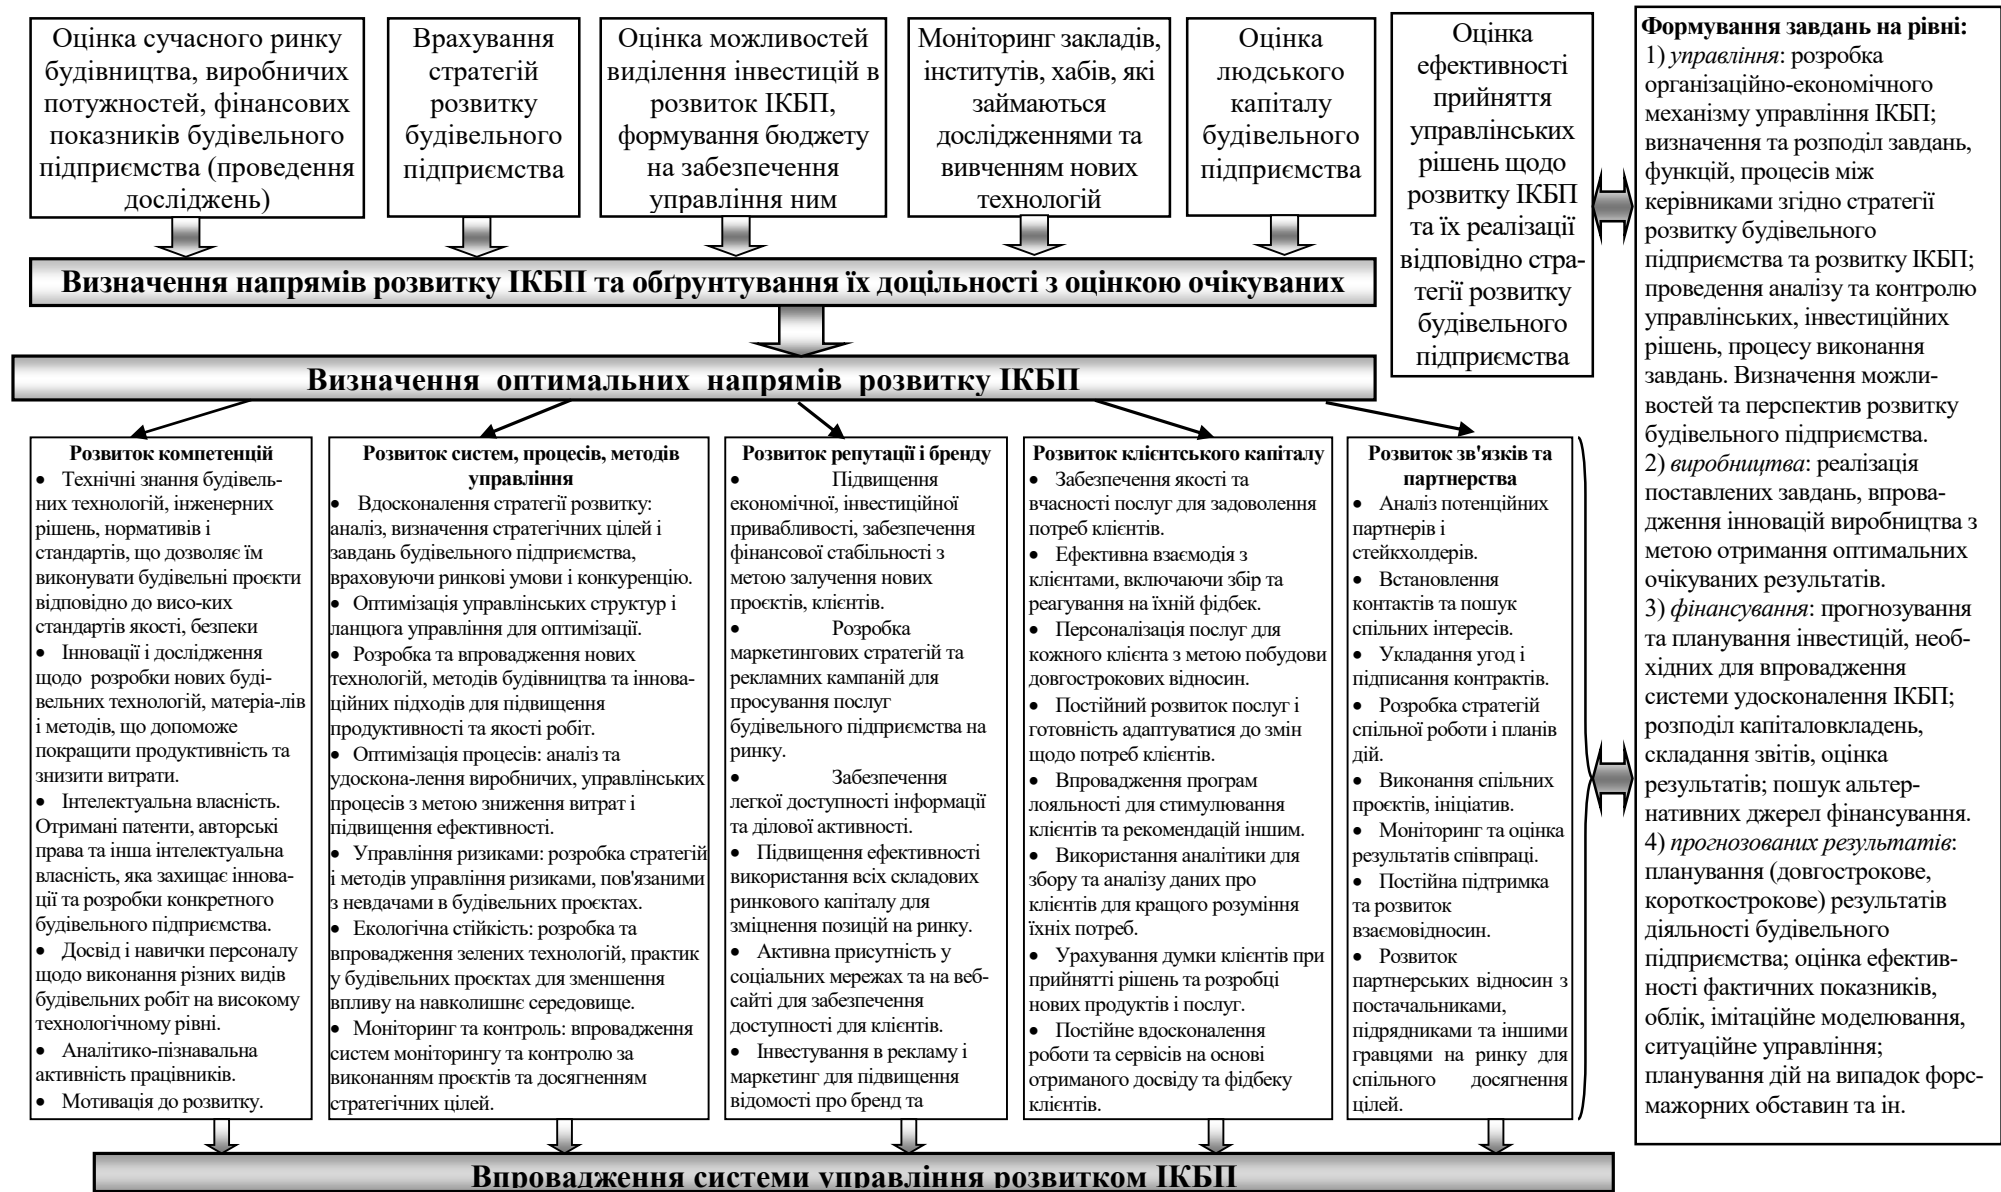 Оцінка сучасного ринку
будівництва, виробничих
потужностей, фінансових
показників будівельного
підприємства (проведення
досліджень)
Врахування
стратегій
розвитку
будівельного
підприємства
Оцінка можливостей
виділення інвестицій в
розвиток ІКБП,
формування бюджету
на забезпечення
управління ним
Моніторинг закладів,
інститутів, хабів, які
займаються
дослідженнями та
вивченням нових
технологій
Оцінка
людського
капіталу
будівельного
підприємства
Оцінка
ефективності
прийняття
управлінських
рішень щодо
розвитку ІКБП
та їх реалізації
відповідно стра-
тегії розвитку
будівельного
підприємства
Визначення напрямів розвитку ІКБП та обґрунтування їх доцільності з оцінкою очікуваних
Визначення оптимальних напрямів розвитку ІКБП
Розвиток компетенцій
• Технічні знання будівель-
них технологій, інженерних
рішень, нормативів і
стандартів, що дозволяє їм
виконувати будівельні проєкти
відповідно до висо-ких
стандартів якості, безпеки
• Інновації і дослідження
щодо розробки нових буді-
вельних технологій, матеріа-лів
і методів, що допоможе
покращити продуктивність та
знизити витрати.
• Інтелектуальна власність.
Отримані патенти, авторські
права та інша інтелектуальна
власність, яка захищає іннова-
ції та розробки конкретного
будівельного підприємства.
• Досвід і навички персоналу
щодо виконання різних видів
будівельних робіт на високому
технологічному рівні.
• Аналітико-пізнавальна
активність працівників.
• Мотивація до розвитку.
Розвиток систем, процесів, методів
управління
• Вдосконалення стратегії розвитку:
аналіз, визначення стратегічних цілей і
завдань будівельного підприємства,
враховуючи ринкові умови і конкуренцію.
• Оптимізація управлінських структур і
ланцюга управління для оптимізації.
• Розробка та впровадження нових
технологій, методів будівництва та іннова-
ційних підходів для підвищення
продуктивності та якості робіт.
• Оптимізація процесів: аналіз та
удоскона-лення виробничих, управлінських
процесів з метою зниження витрат і
підвищення ефективності.
• Управління ризиками: розробка стратегій
і методів управління ризиками, пов'язаними
з невдачами в будівельних проєктах.
• Екологічна стійкість: розробка та
впровадження зелених технологій, практик
у будівельних проєктах для зменшення
впливу на навколишнє середовище.
• Моніторинг та контроль: впровадження
систем моніторингу та контролю за
виконанням проєктів та досягненням
стратегічних цілей.
Розвиток репутації і бренду
• Підвищення
економічної, інвестиційної
привабливості, забезпечення
фінансової стабільності з
метою залучення нових
проєктів, клієнтів.
• Розробка
маркетингових стратегій та
рекламних кампаній для
просування послуг
будівельного підприємства на
ринку.
• Забезпечення
легкої доступності інформації
та ділової активності.
• Підвищення ефективності
використання всіх складових
ринкового капіталу для
зміцнення позицій на ринку.
• Активна присутність у
соціальних мережах та на веб-
сайті для забезпечення
доступності для клієнтів.
• Інвестування в рекламу і
маркетинг для підвищення
відомості про бренд та
Розвиток клієнтського капіталу
• Забезпечення якості та
вчасності послуг для задоволення
потреб клієнтів.
• Ефективна взаємодія з
клієнтами, включаючи збір та
реагування на їхній фідбек.
• Персоналізація послуг для
кожного клієнта з метою побудови
довгострокових відносин.
• Постійний розвиток послуг і
готовність адаптуватися до змін
щодо потреб клієнтів.
• Впровадження програм
лояльності для стимулювання
клієнтів та рекомендацій іншим.
• Використання аналітики для
збору та аналізу даних про
клієнтів для кращого розуміння
їхніх потреб.
• Урахування думки клієнтів при
прийнятті рішень та розробці
нових продуктів і послуг.
• Постійне вдосконалення
роботи та сервісів на основі
отриманого досвіду та фідбеку
клієнтів.
Розвиток зв'язків та
партнерства
• Аналіз потенційних
партнерів і
стейкхолдерів.
• Встановлення
контактів та пошук
спільних інтересів.
• Укладання угод і
підписання контрактів.
• Розробка стратегій
спільної роботи і планів
дій.
• Виконання спільних
проєктів, ініціатив.
• Моніторинг та оцінка
результатів співпраці.
• Постійна підтримка
та розвиток
взаємовідносин.
• Розвиток
партнерських відносин з
постачальниками,
підрядниками та іншими
гравцями на ринку для
спільного досягнення
цілей.
Формування завдань на рівні:
1) управління: розробка
організаційно-економічного
механізму управління ІКБП;
визначення та розподіл завдань,
функцій, процесів між
керівниками згідно стратегії
розвитку будівельного
підприємства та розвитку ІКБП;
проведення аналізу та контролю
управлінських, інвестиційних
рішень, процесу виконання
завдань. Визначення можли-
востей та перспектив розвитку
будівельного підприємства.
2) виробництва: реалізація
поставлених завдань, впрова-
дження інновацій виробництва з
метою отримання оптимальних
очікуваних результатів.
3) фінансування: прогнозування
та планування інвестицій, необ-
хідних для впровадження
системи удосконалення ІКБП;
розподіл капіталовкладень,
складання звітів, оцінка
результатів; пошук альтер-
нативних джерел фінансування.
4) прогнозованих результатів:
планування (довгострокове,
короткострокове) результатів
діяльності будівельного
підприємства; оцінка ефектив-
ності фактичних показників,
облік, імітаційне моделювання,
ситуаційне управління;
планування дій на випадок форс-
мажорних обставин та ін.
Впровадження системи управління розвитком ІКБП